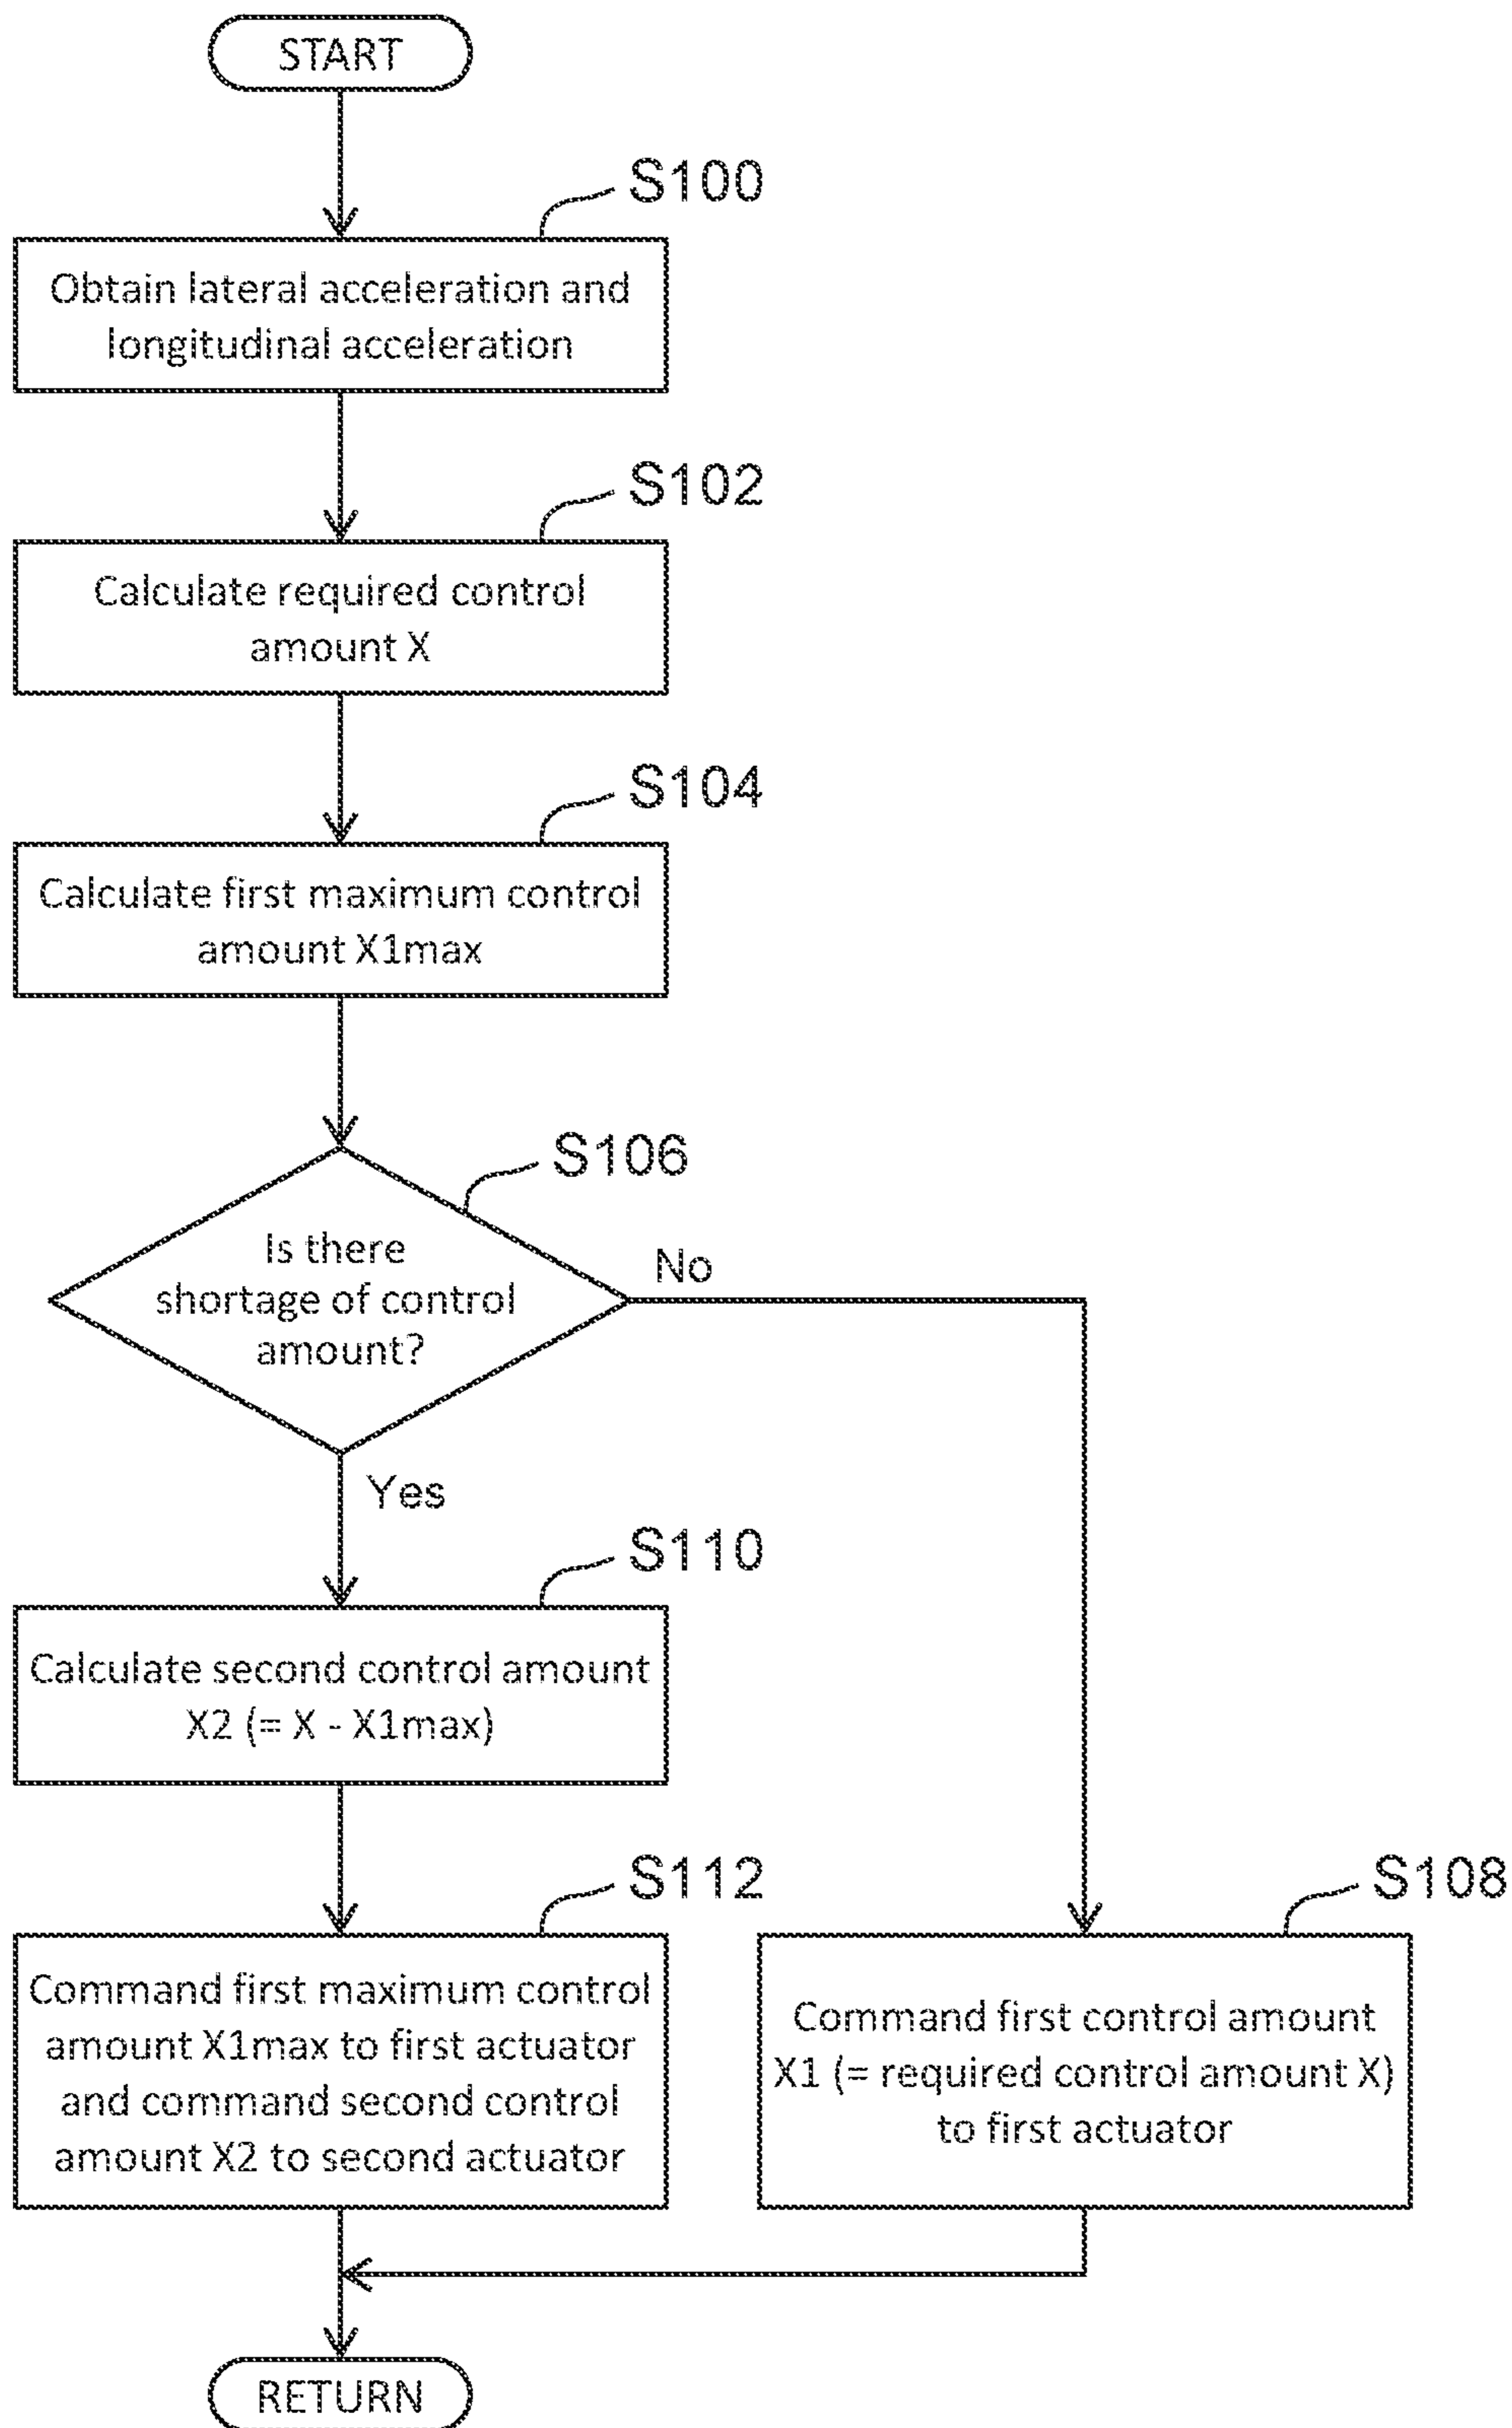 START
S100
Obtain lateral acceleration and
longitudinal acceleration
S102
Calculate required control
amount X
S104
Calculate first maximum control
amount X1max
S106
Is there
shortage of control
amount?
No
Yes
S110
Calculate second control amount
X2 (= X - X1max)
S112
Command first maximum control
amount X1max to first actuator
and command second control
amount X2 to second actuator
S108
Command first control amount
X1 (= required control amount X)
to first actuator
RETURN